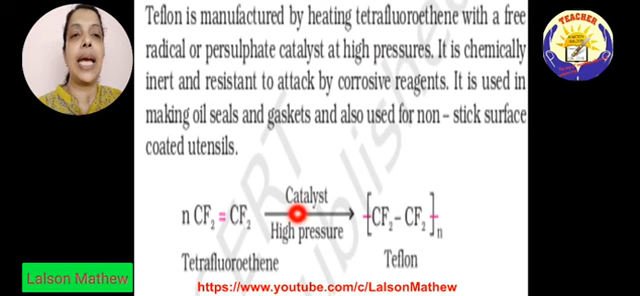 Teflon is manufactured by heating tetrafluoroethene with a free
radical or persulphate catalyst at high pressures. It is chemically
inert and resistant to attack by corrosive reagents. It is used in
making oil seals and gaskets and also used for non – stick surface
coated utensils.
n CF₂ = CF₂ Catalyst High pressure → [CF₂ – CF₂]ₙ
Tetrafluoroethene Teflon
Lalson Mathew
https://www.youtube.com/c/LalsonMathew
TEACHER